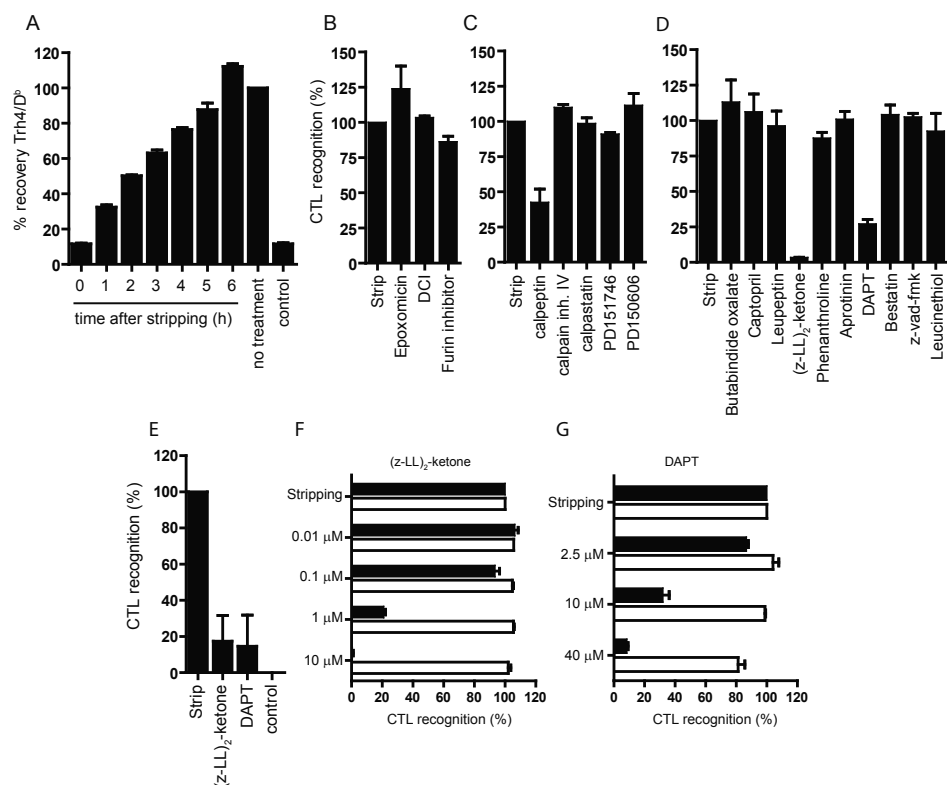 A
% recovery Trh4/Dᵇ
120
100
80
60
40
20
0
0 1 2 3 4 5 6
time after stripping (h)
no treatment
control
B
CTL recognition (%)
150
125
100
75
50
25
0
Strip
Epoxomicin
DCI
Furin inhibitor
C
150
125
100
75
50
25
0
Strip
calpeptin
calpain inh. IV
calpastatin
PD151746
PD150606
D
150
125
100
75
50
25
0
Strip
Butabindide oxalate
Captopril
Leupeptin
(z-LL)₂-ketone
Phenanthroline
Aprotinin
DAPT
Bestatin
z-vad-fmk
Leucinethiol
E
CTL recognition (%)
120
100
80
60
40
20
0
Strip
(z-LL)₂-ketone
DAPT
control
F
(z-LL)₂-ketone
Stripping
0.01 µM
0.1 µM
1 µM
10 µM
0 20 40 60 80 100 120
CTL recognition (%)
G
DAPT
Stripping
2.5 µM
10 µM
40 µM
0 20 40 60 80 100 120
CTL recognition (%)